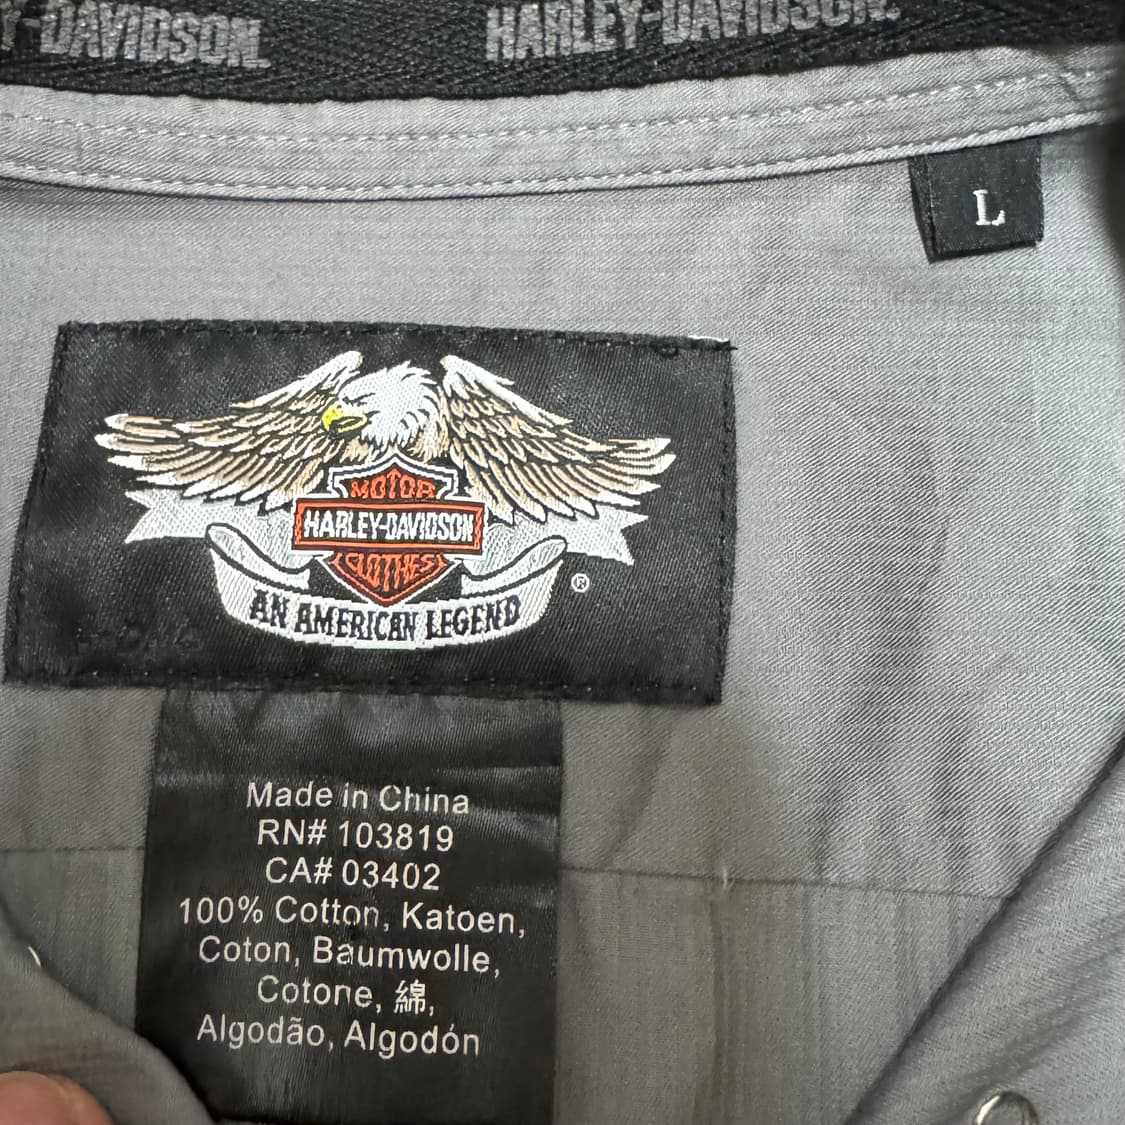 Y-DAVIDSON.
HARLEY-DAVIDSON.
L
MOTOR
HARLEY-DAVIDSON
CLOTHES
®
AN AMERICAN LEGEND
Made in China
RN# 103819
CA# 03402
100% Cotton, Katoen,
Coton, Baumwolle,
Cotone, 綿,
Algodão, Algodón